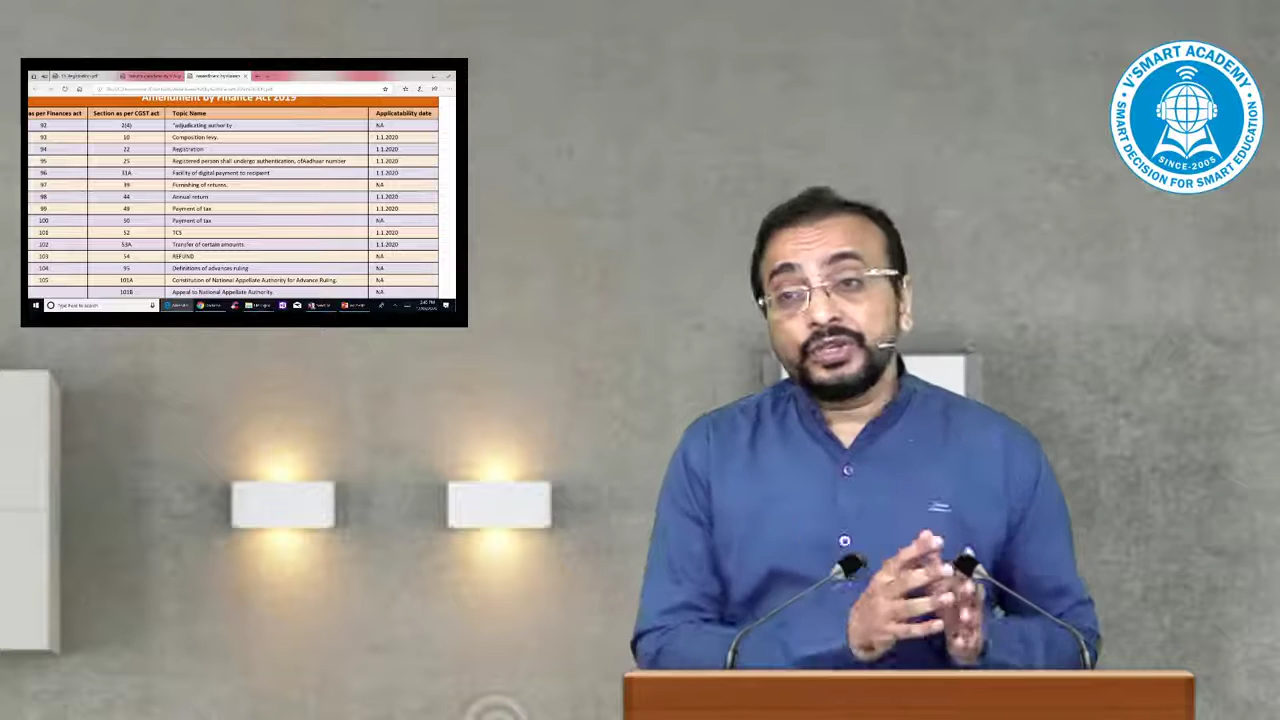 Amendment by Finance Act 2019
as per Finances act Section as per CGST act Topic Name Applicatability date
92 2(4) "adjudicating authority NA
93 10 Composition levy. 1.1.2020
94 22 Registration 1.1.2020
95 25 Registered person shall undergo authentication, ofAadhaar number 1.1.2020
96 31A Facility of digital payment to recipient 1.1.2020
97 39 Furnishing of returns. NA
98 44 Annual return 1.1.2020
99 49 Payment of tax 1.1.2020
100 50 Payment of tax NA
101 52 TCS 1.1.2020
102 53A Transfer of certain amounts 1.1.2020
103 54 REFUND NA
104 95 Definitions of advances ruling NA
105 101A Constitution of National Appellate Authority for Advance Ruling. NA
101B Appeal to National Appellate Authority. NA
Type here to search
V'SMART ACADEMY
SINCE-2005
SMART DECISION FOR SMART EDUCATION